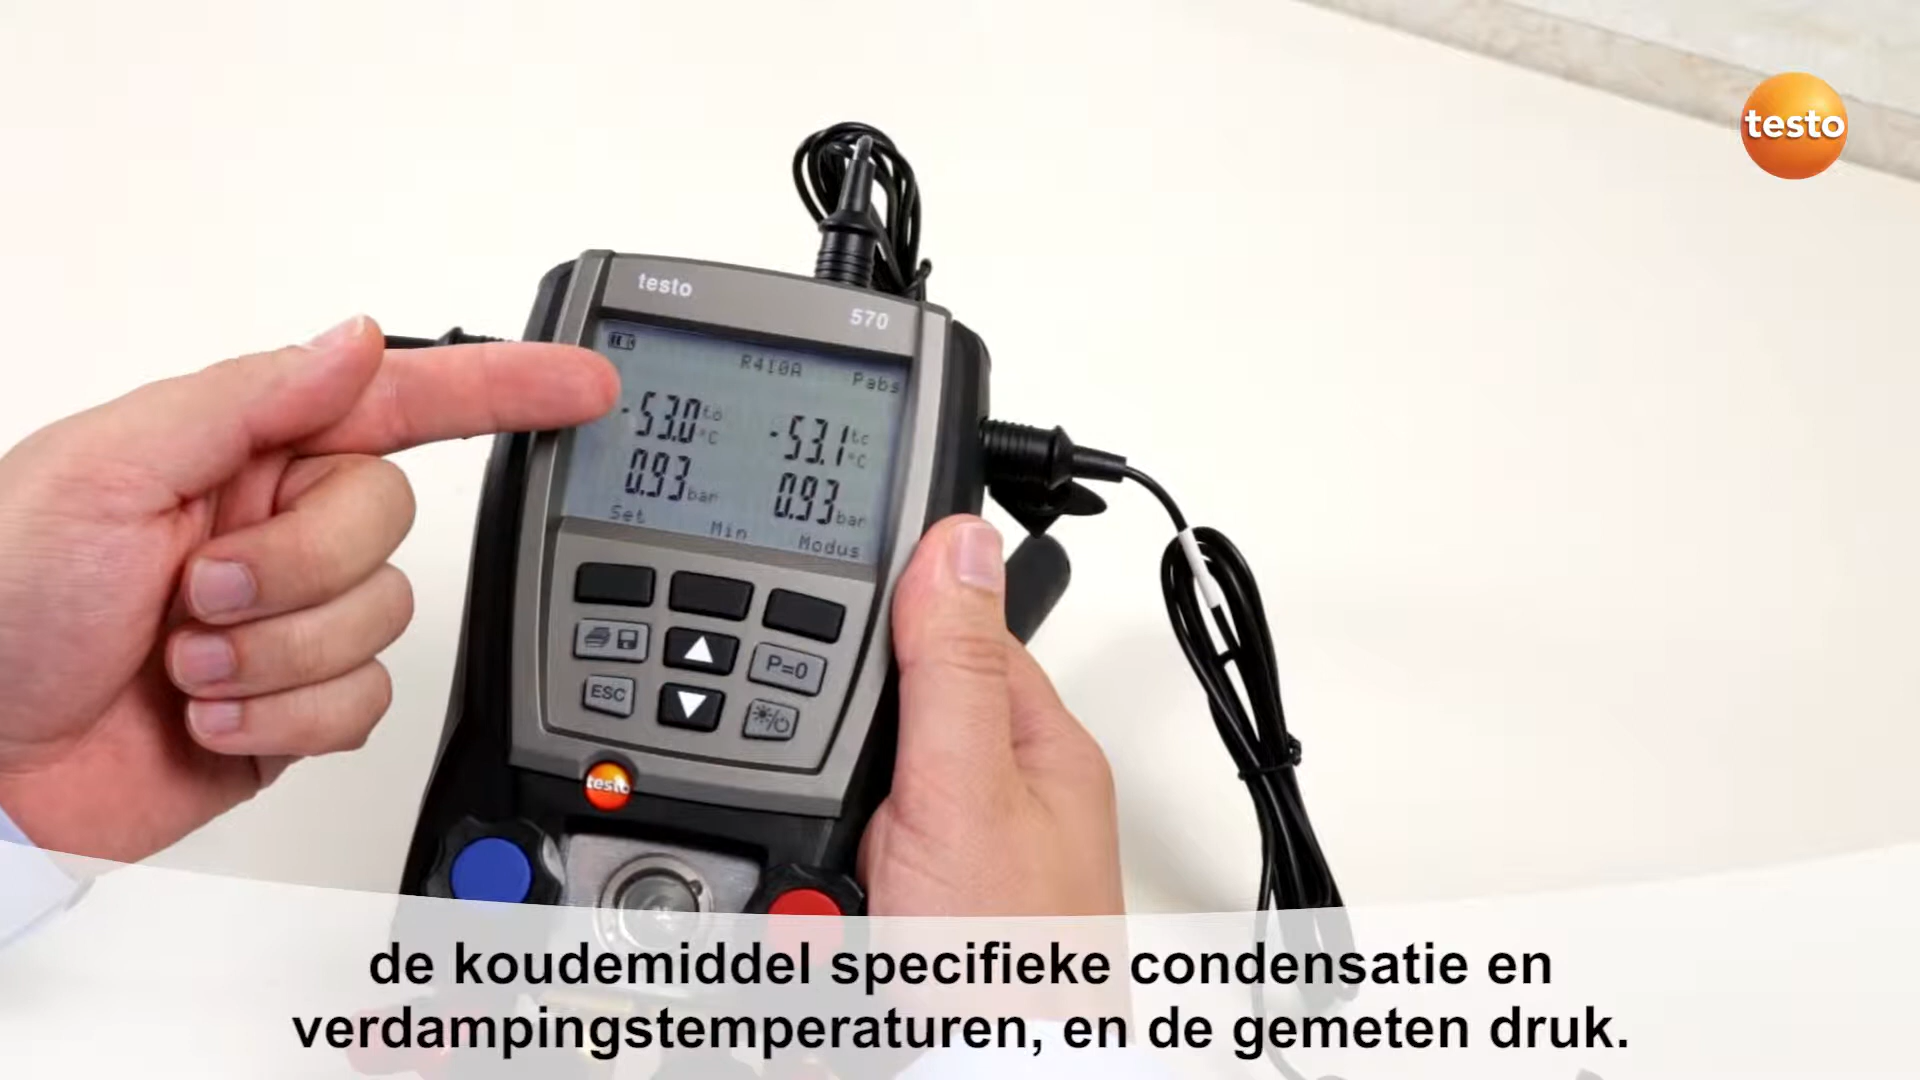 testo
testo
570
R410A
Pabs
-53.0 to °C
-53.1 tc °C
0.93 bar
0.93 bar
Set
Min
Modus
P=0
ESC
testo
de koudemiddel specifieke condensatie en
verdampingstemperaturen, en de gemeten druk.